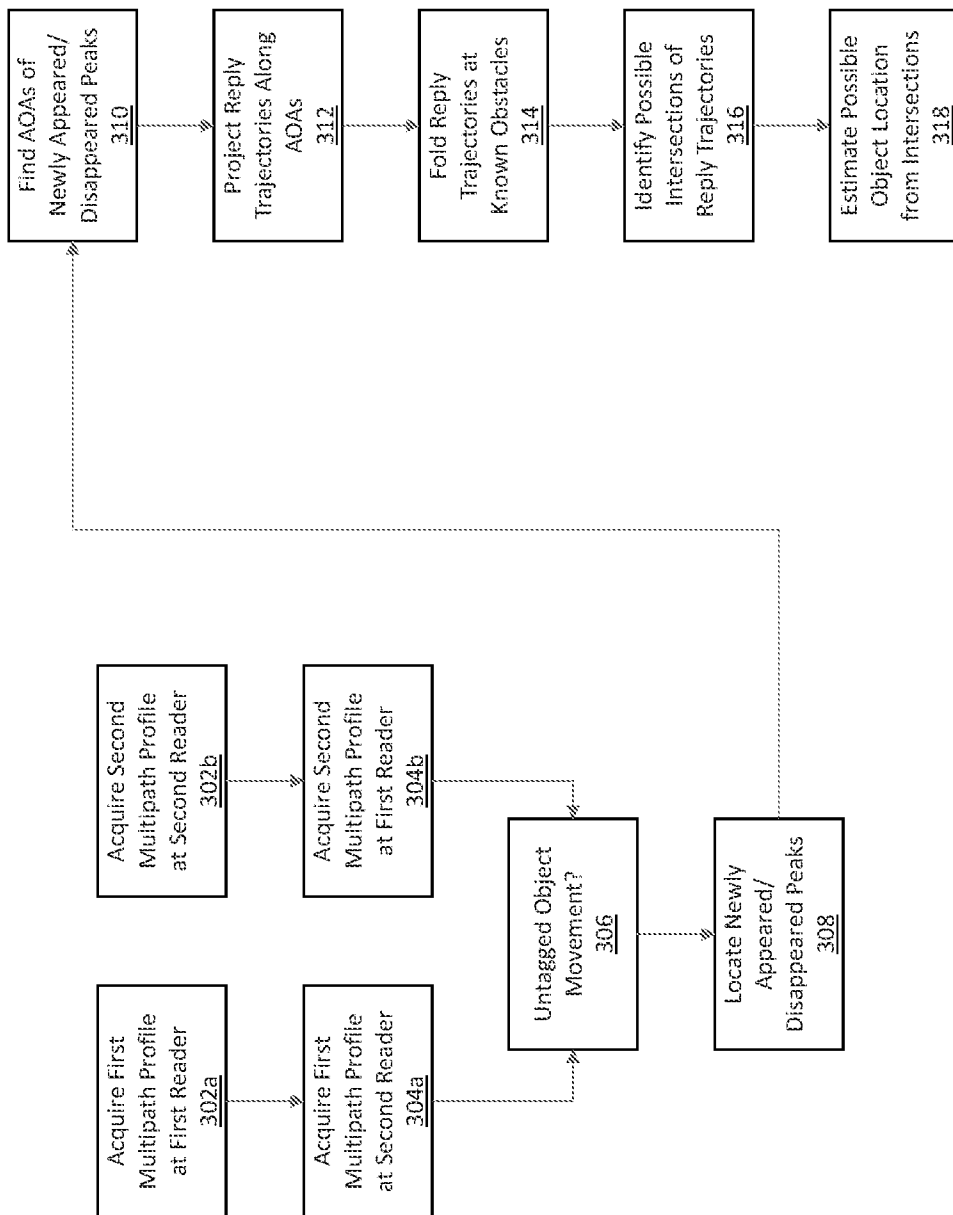 Acquire First
Multipath Profile
at First Reader
302a
Acquire First
Multipath Profile
at Second Reader
304a
Acquire Second
Multipath Profile
at Second Reader
302b
Acquire Second
Multipath Profile
at First Reader
304b
Untagged Object
Movement?
306
Locate Newly
Appeared/
Disappeared Peaks
308
Find AOAs of
Newly Appeared/
Disappeared Peaks
310
Project Reply
Trajectories Along
AOAs
312
Fold Reply
Trajectories at
Known Obstacles
314
Identify Possible
Intersections of
Reply Trajectories
316
Estimate Possible
Object Location
from Intersections
318